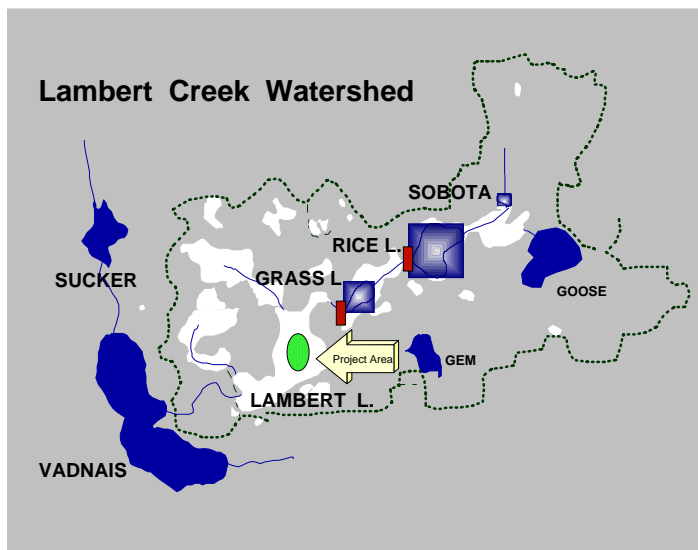 Lambert Creek Watershed
SOBOTA
RICE L.
SUCKER
GRASS L
GOOSE
Project Area
GEM
LAMBERT L.
VADNAIS